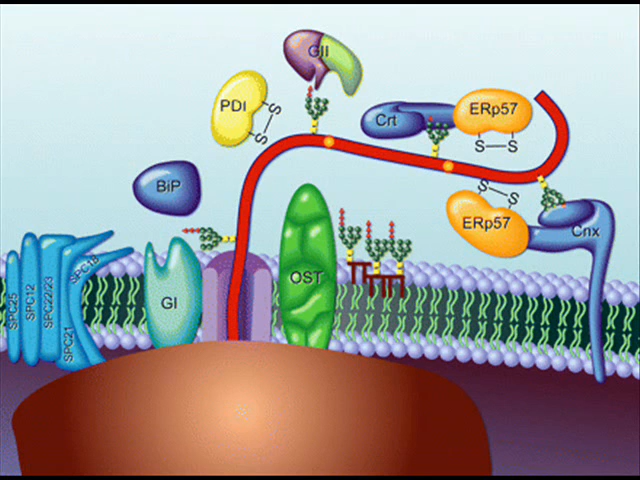 GII
PDI
S
S
Crt
ERp57
S—S
BiP
S
S
ERp57
Cnx
SPC25
SPC12
SPC22/23
SPC21
SPC18
GI
OST